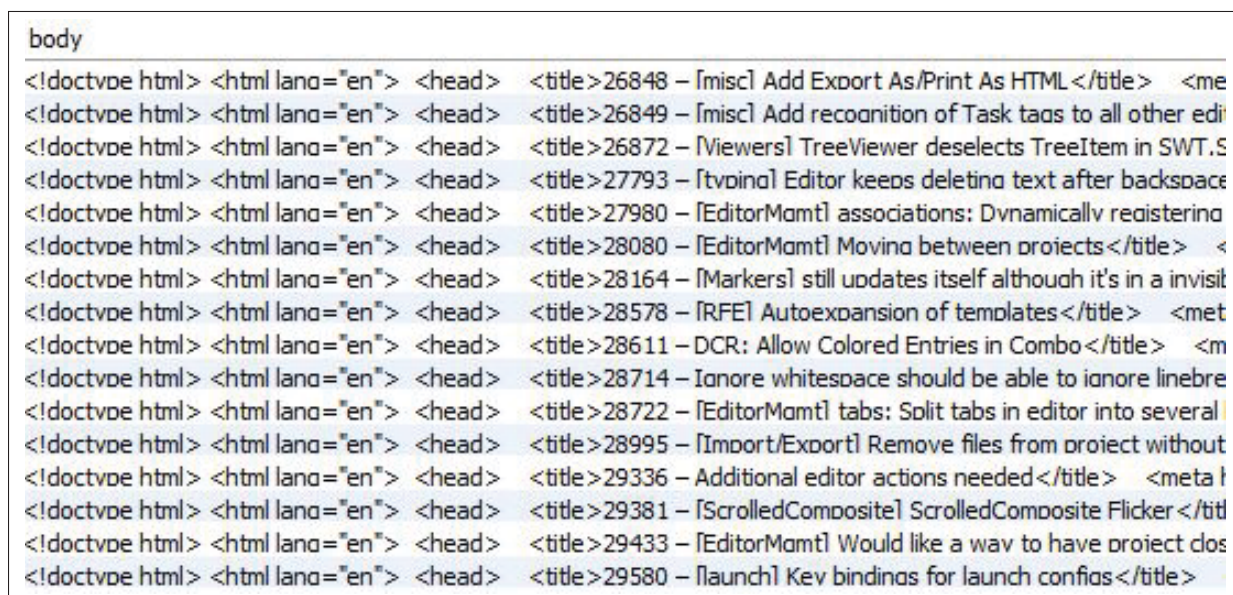 body
<!doctype html> <html lang="en"> <head> <title>26848 – [misc] Add Export As/Print As HTML</title> <me
<!doctype html> <html lang="en"> <head> <title>26849 – [misc] Add recognition of Task tags to all other edi
<!doctype html> <html lang="en"> <head> <title>26872 – [Viewers] TreeViewer deselects TreeItem in SWT.S
<!doctype html> <html lang="en"> <head> <title>27793 – [typing] Editor keeps deleting text after backspace
<!doctype html> <html lang="en"> <head> <title>27980 – [EditorMgmt] associations: Dynamically registering
<!doctype html> <html lang="en"> <head> <title>28080 – [EditorMgmt] Moving between projects</title> <
<!doctype html> <html lang="en"> <head> <title>28164 – [Markers] still updates itself although it's in a invisib
<!doctype html> <html lang="en"> <head> <title>28578 – [RFE] Autoexpansion of templates</title> <met
<!doctype html> <html lang="en"> <head> <title>28611 – DCR: Allow Colored Entries in Combo</title> <m
<!doctype html> <html lang="en"> <head> <title>28714 – Ignore whitespace should be able to ignore linebre
<!doctype html> <html lang="en"> <head> <title>28722 – [EditorMgmt] tabs: Split tabs in editor into several
<!doctype html> <html lang="en"> <head> <title>28995 – [Import/Export] Remove files from project without
<!doctype html> <html lang="en"> <head> <title>29336 – Additional editor actions needed</title> <meta h
<!doctype html> <html lang="en"> <head> <title>29381 – [ScrolledComposite] ScrolledComposite Flicker</titl
<!doctype html> <html lang="en"> <head> <title>29433 – [EditorMgmt] Would like a way to have project clos
<!doctype html> <html lang="en"> <head> <title>29580 – [launch] Key bindings for launch configs</title>